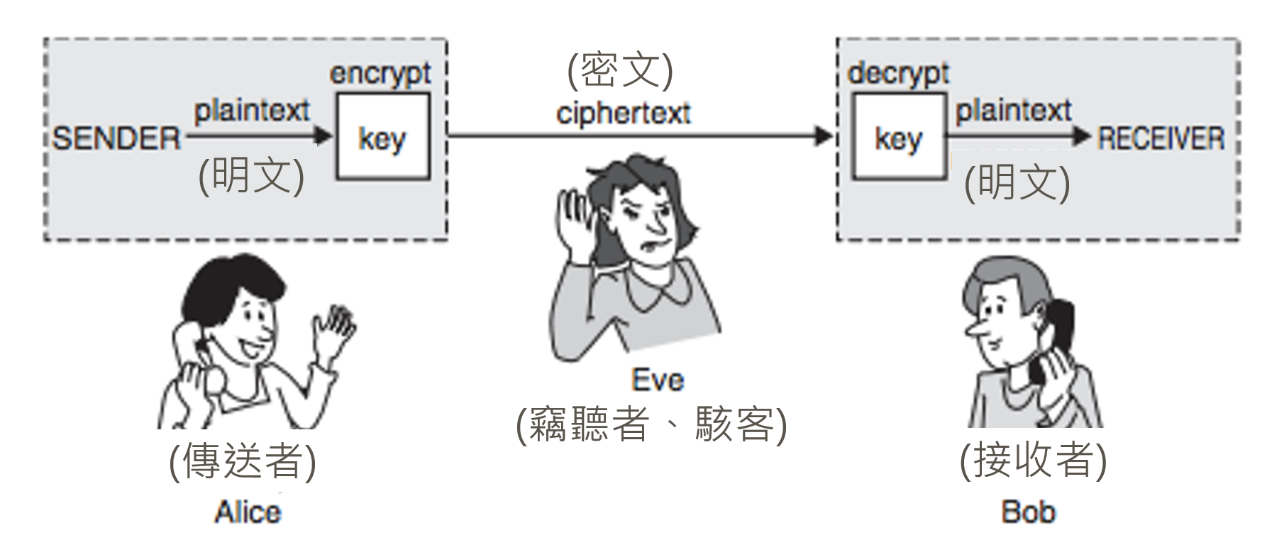 encrypt
plaintext
SENDER
key
(明文)
(密文)
ciphertext
decrypt
plaintext
key
RECEIVER
(明文)
Eve
(竊聽者、駭客)
(傳送者)
Alice
(接收者)
Bob